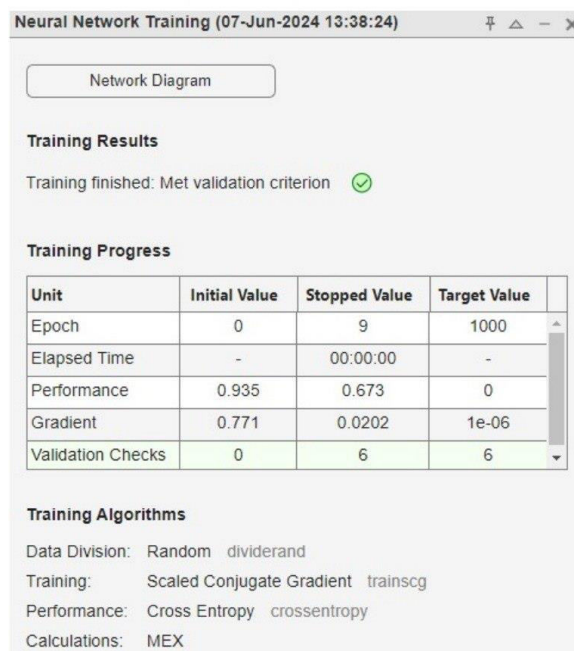 Neural Network Training (07-Jun-2024 13:38:24)
Network Diagram
Training Results
Training finished: Met validation criterion
Training Progress
Unit Initial Value Stopped Value Target Value
Epoch 0 9 1000
Elapsed Time - 00:00:00 -
Performance 0.935 0.673 0
Gradient 0.771 0.0202 1e-06
Validation Checks 0 6 6
Training Algorithms
Data Division: Random dividerand
Training: Scaled Conjugate Gradient trainscg
Performance: Cross Entropy crossentropy
Calculations: MEX